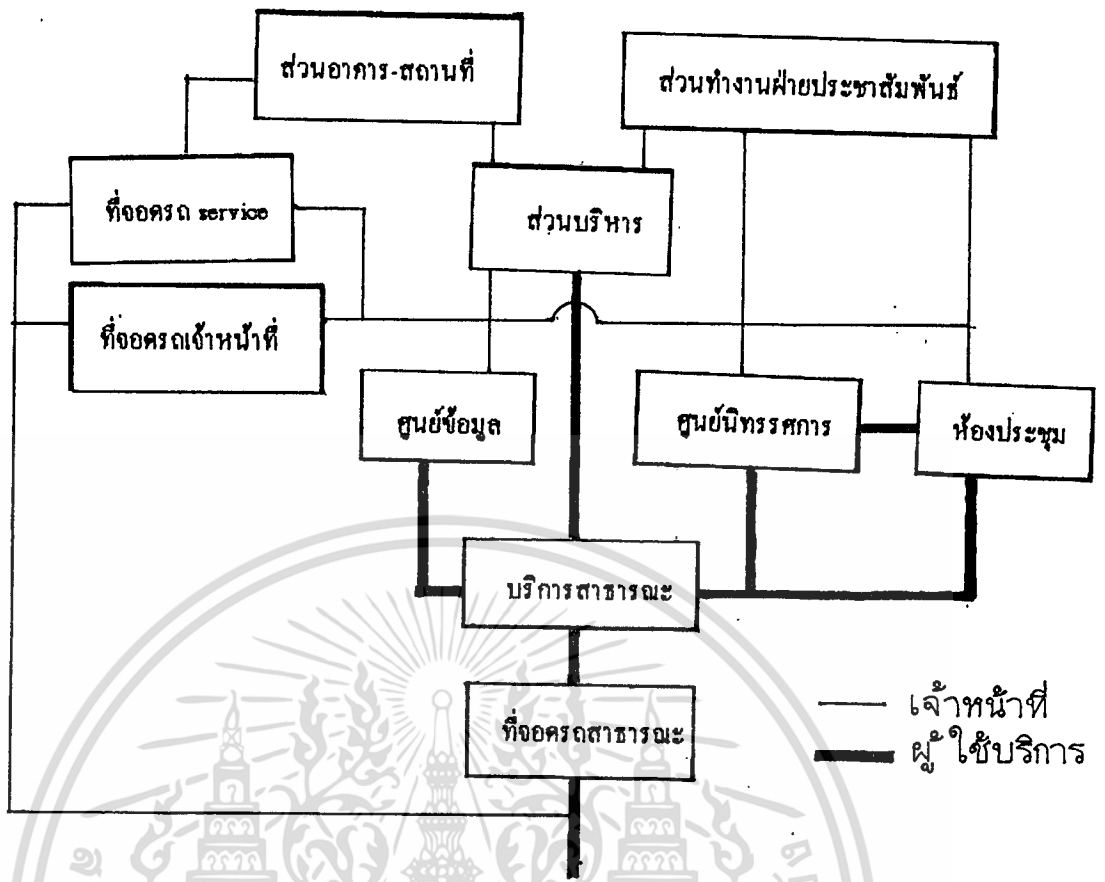 ส่วนอาคาร-สถานที่
ส่วนทำงานฝ่ายประชาสัมพันธ์
ที่จอดรถ service
ส่วนบริหาร
ที่จอดรถเจ้าหน้าที่
ศูนย์ข้อมูล
ศูนย์นิทรรศการ
ห้องประชุม
บริการสาธารณะ
ที่จอดรถสาธารณะ
เจ้าหน้าที่
ผู้ใช้บริการ